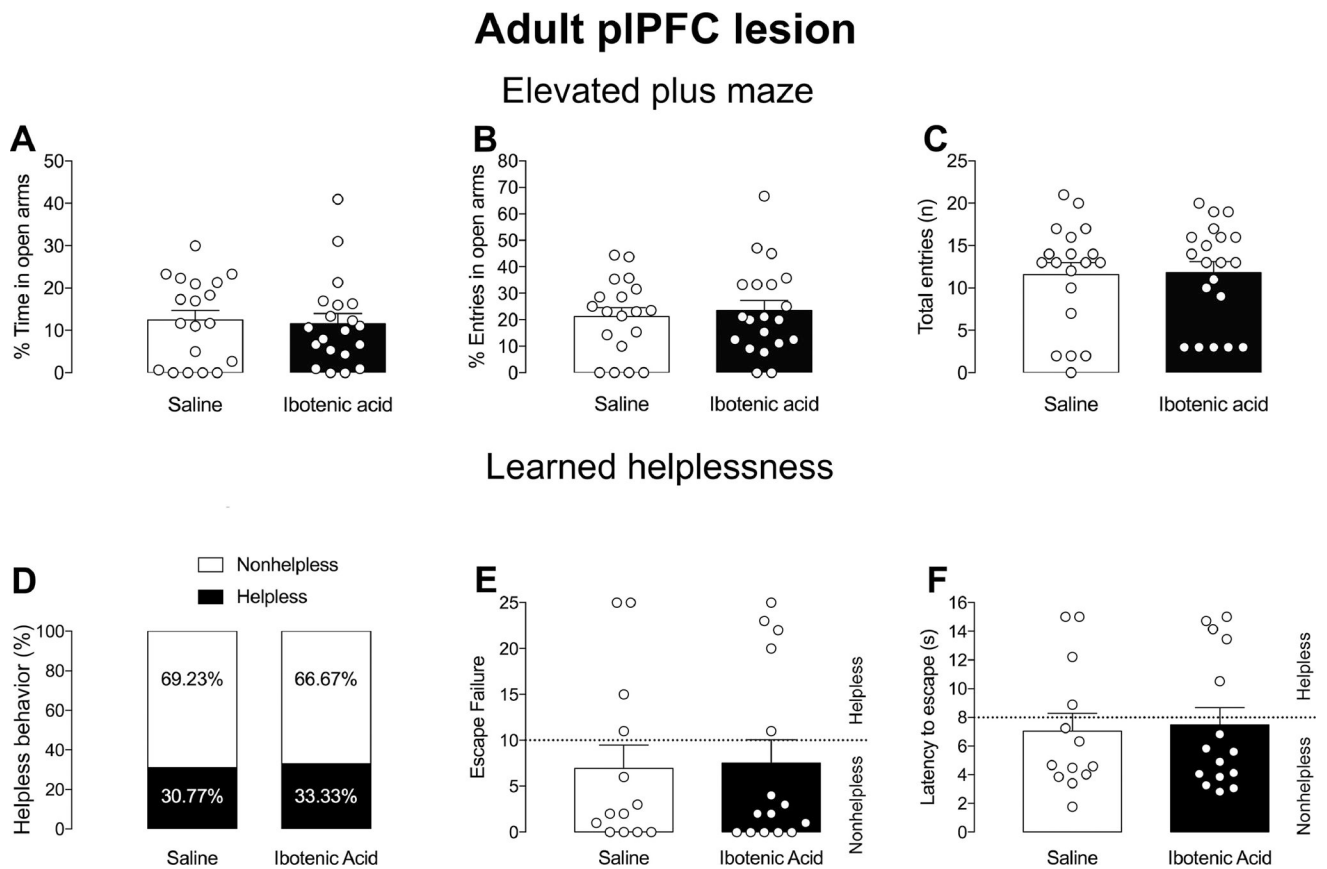 Adult plPFC lesion
Elevated plus maze
A
% Time in open arms
50
40
30
20
10
0
Saline
Ibotenic acid
B
% Entries in open arms
80
70
60
50
40
30
20
10
0
Saline
Ibotenic acid
C
Total entries (n)
25
20
15
10
5
0
Saline
Ibotenic acid
Learned helplessness
D
Nonhelpless
Helpless
Helpless behavior (%)
100
80
60
40
20
0
69.23%
66.67%
30.77%
33.33%
Saline
Ibotenic Acid
E
Escape Failure
25
20
15
10
5
0
Helpless
Nonhelpless
Saline
Ibotenic Acid
F
Latency to escape (s)
16
14
12
10
8
6
4
2
0
Helpless
Nonhelpless
Saline
Ibotenic Acid